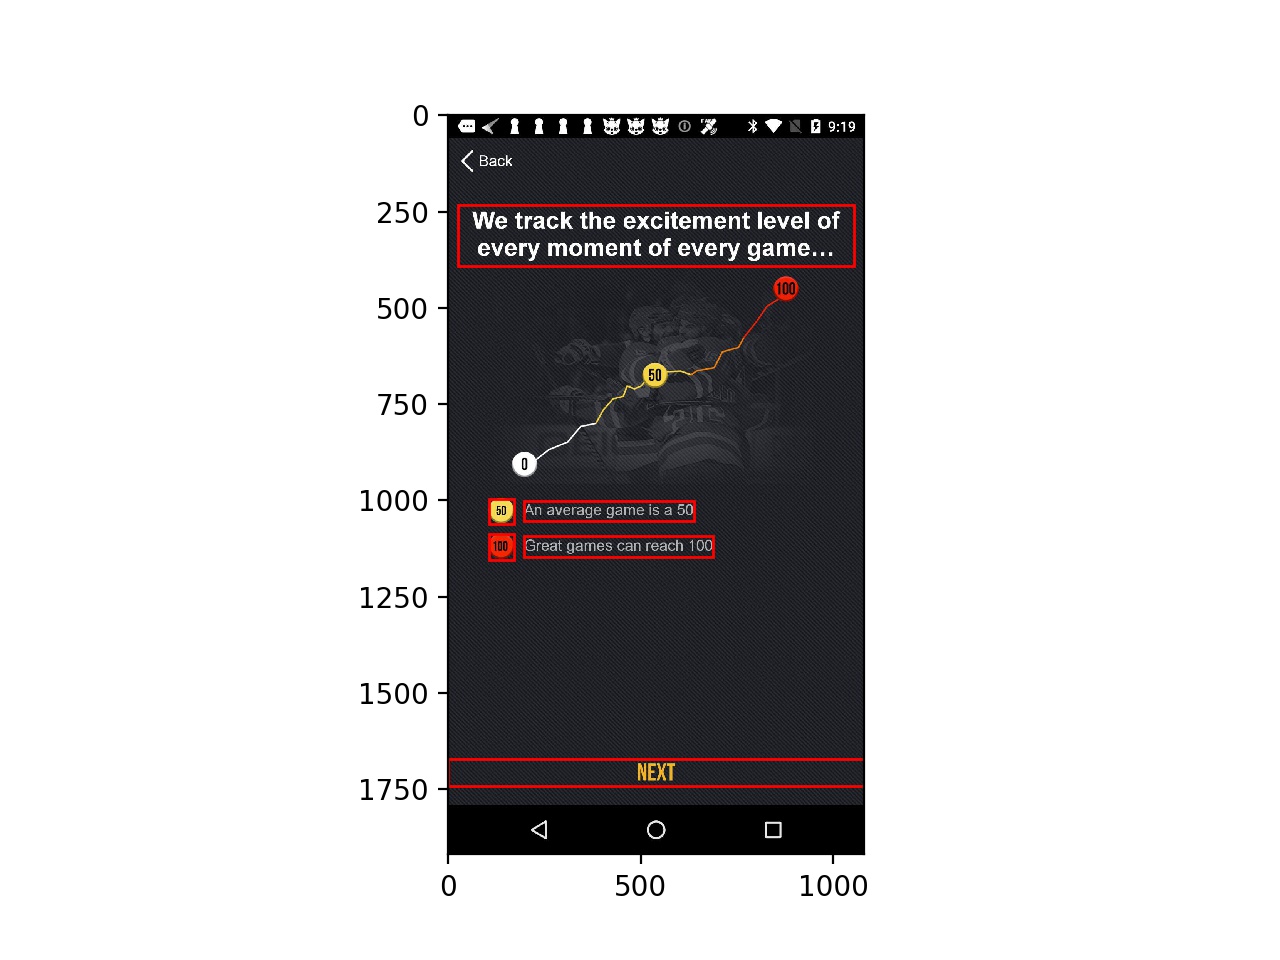 0
9:19
Back
250
We track the excitement level of
every moment of every game...
100
500
50
750
0
1000
50 An average game is a 50
100 Great games can reach 100
1250
1500
NEXT
1750
0 500 1000